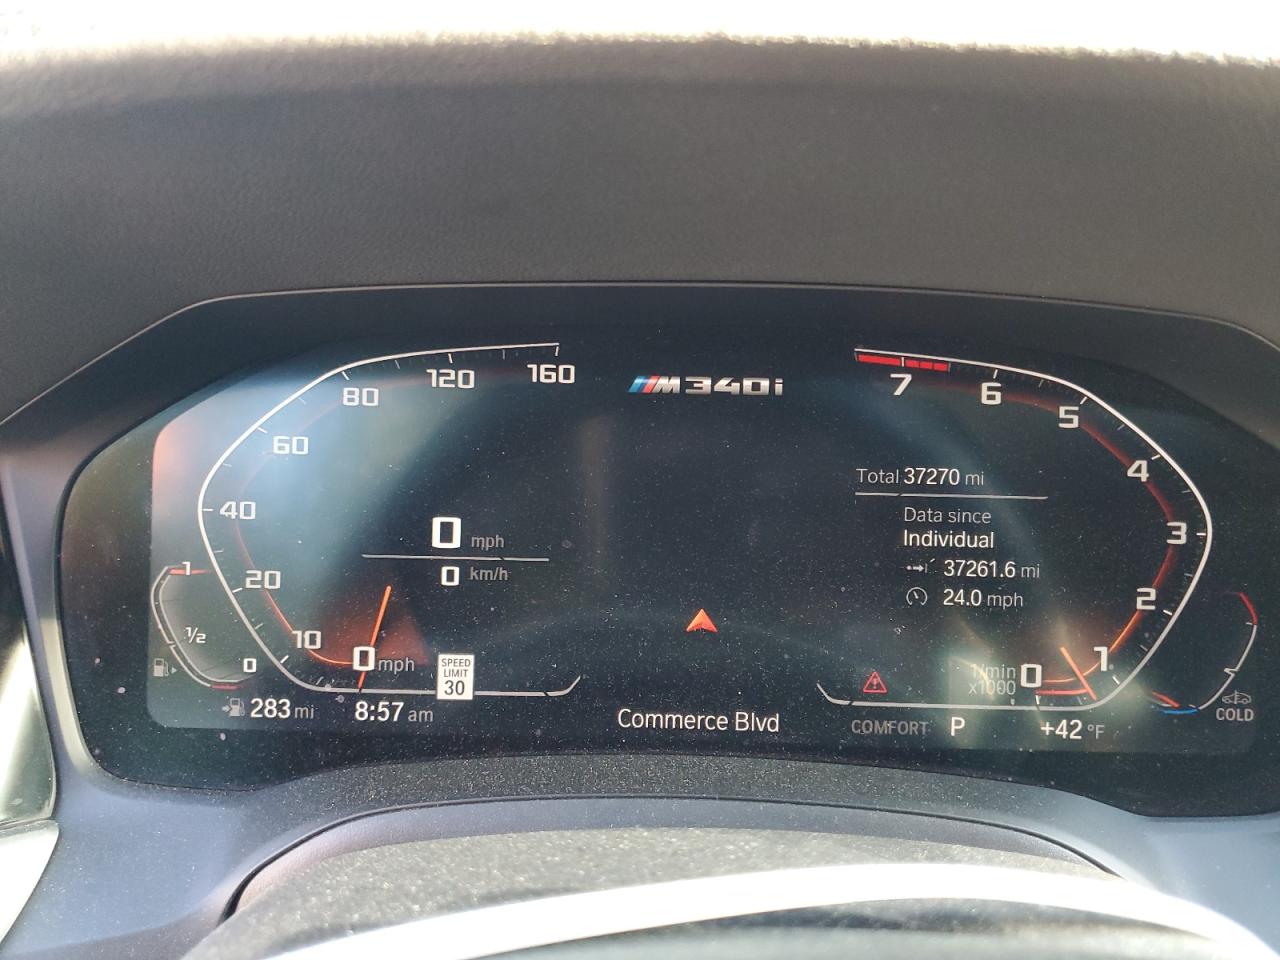 160
120
80
60
40
20
10
0 mph
0 km/h
0 mph
SPEED
LIMIT
30
1
1/2
0
283 mi
8:57 am
M340i
Commerce Blvd
7
6
5
4
3
2
1
0
1/min
x1000
Total 37270 mi
Data since
Individual
37261.6 mi
24.0 mph
COMFORT P
+42 °F
COLD